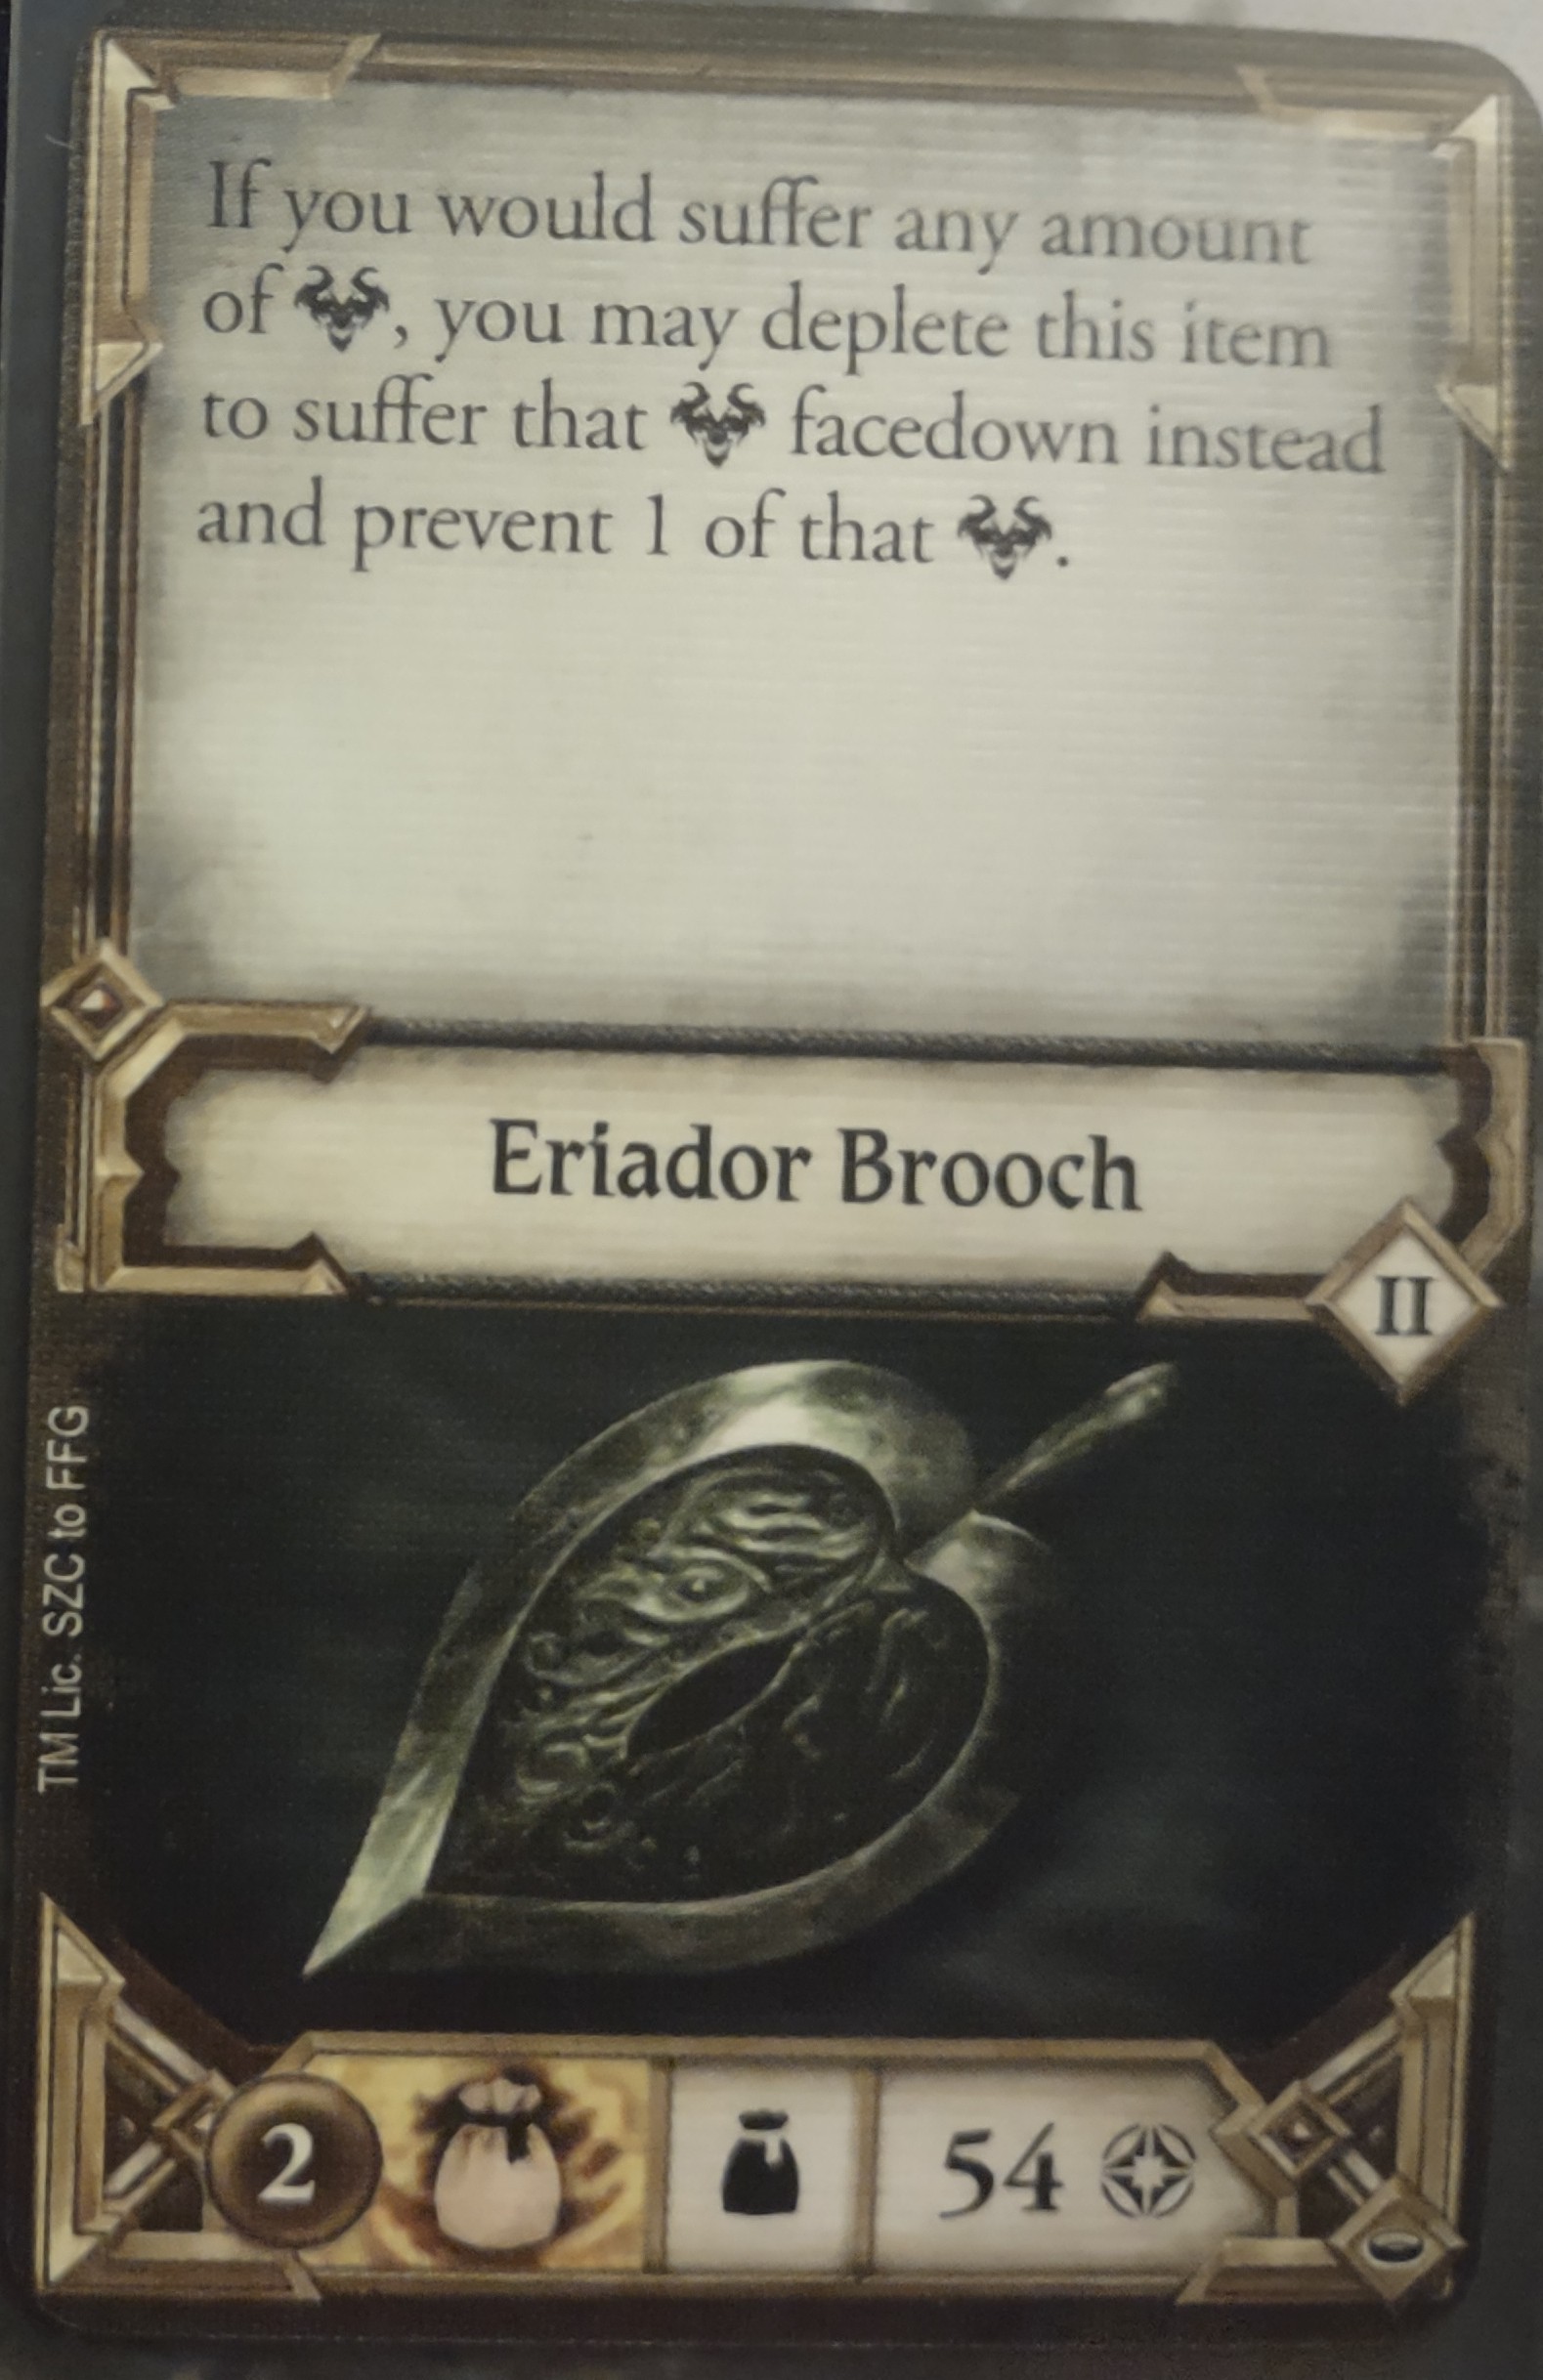 If you would suffer any amount
of , you may deplete this item
to suffer that facedown instead
and prevent 1 of that .
Eriador Brooch
II
TM Lic. SZC to FFG
2
54